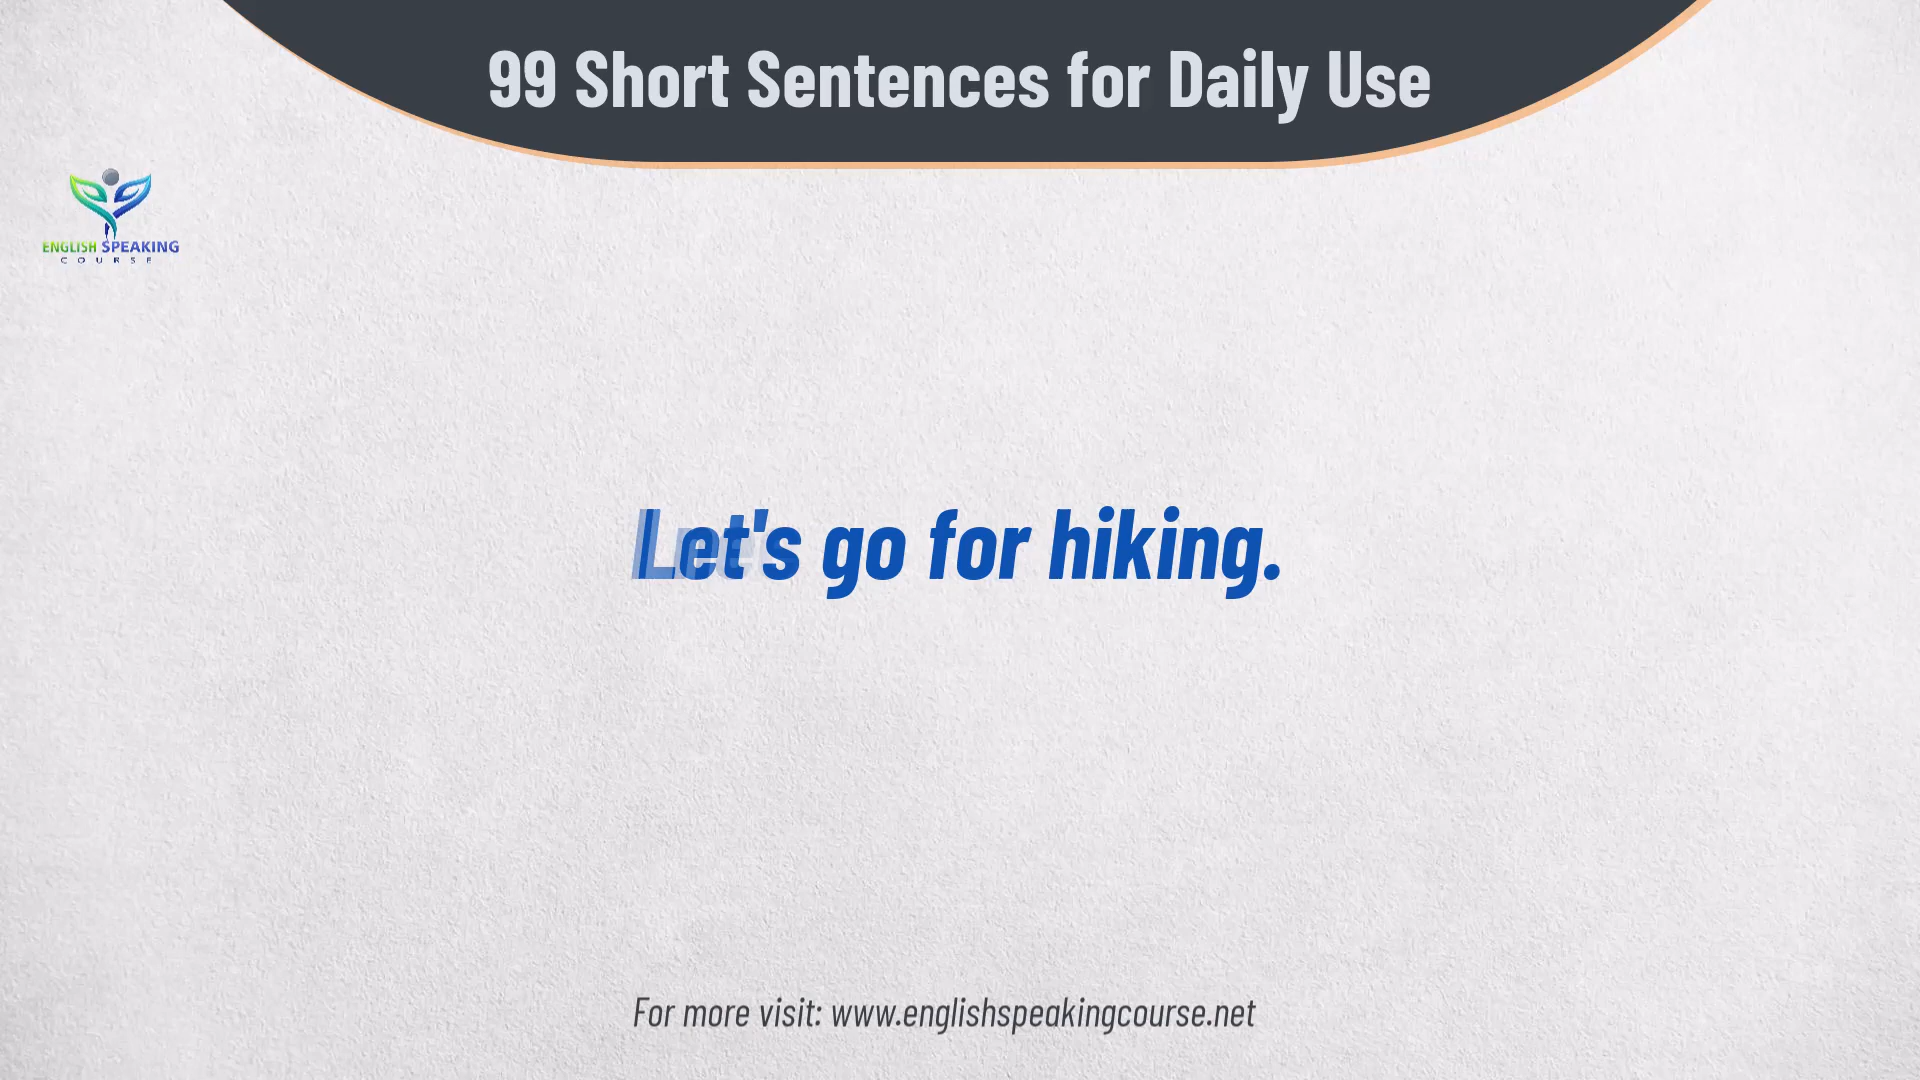 99 Short Sentences for Daily Use
ENGLISH SPEAKING
COURSE
Let's go for hiking.
For more visit: www.englishspeakingcourse.net